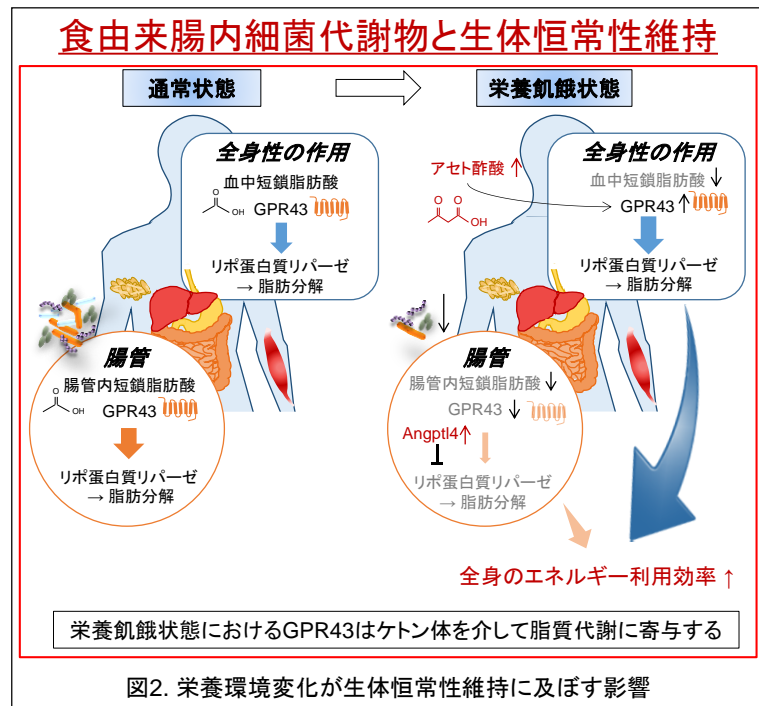 食由来腸内細菌代謝物と生体恒常性維持
通常状態
全身性の作用
血中短鎖脂肪酸
O
OH
GPR43
リポ蛋白質リパーゼ
→ 脂肪分解
腸管
腸管内短鎖脂肪酸
O
OH
GPR43
リポ蛋白質リパーゼ
→ 脂肪分解
栄養飢餓状態
アセト酢酸 ↑
O O
OH
全身性の作用
血中短鎖脂肪酸 ↓
GPR43 ↑
リポ蛋白質リパーゼ
→ 脂肪分解
↓
腸管
腸管内短鎖脂肪酸 ↓
GPR43 ↓
Angptl4 ↑
リポ蛋白質リパーゼ
→ 脂肪分解
全身のエネルギー利用効率 ↑
栄養飢餓状態におけるGPR43はケトン体を介して脂質代謝に寄与する
図2. 栄養環境変化が生体恒常性維持に及ぼす影響